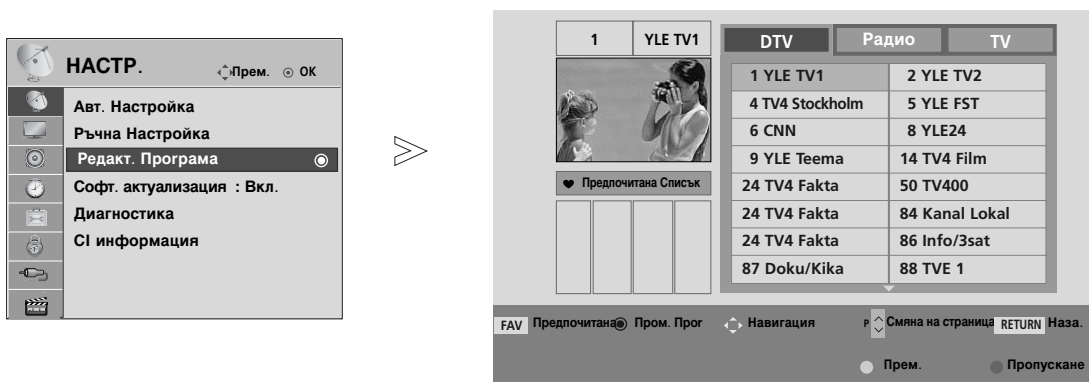 НАСТР.
Прем. OK
Авт. Настройка
Ръчна Настройка
Редакт. Програма
Софт. актуализация : Вкл.
Диагностика
CI информация
1 YLE TV1
DTV Радио TV
1 YLE TV1 2 YLE TV2
4 TV4 Stockholm 5 YLE FST
6 CNN 8 YLE24
9 YLE Teema 14 TV4 Film
Предпочитана Списък
24 TV4 Fakta 50 TV400
24 TV4 Fakta 84 Kanal Lokal
24 TV4 Fakta 86 Info/3sat
87 Doku/Kika 88 TVE 1
FAV Предпочитана Пром. Прог Навигация P Смяна на страница RETURN Наза.
Прем. Пропускане